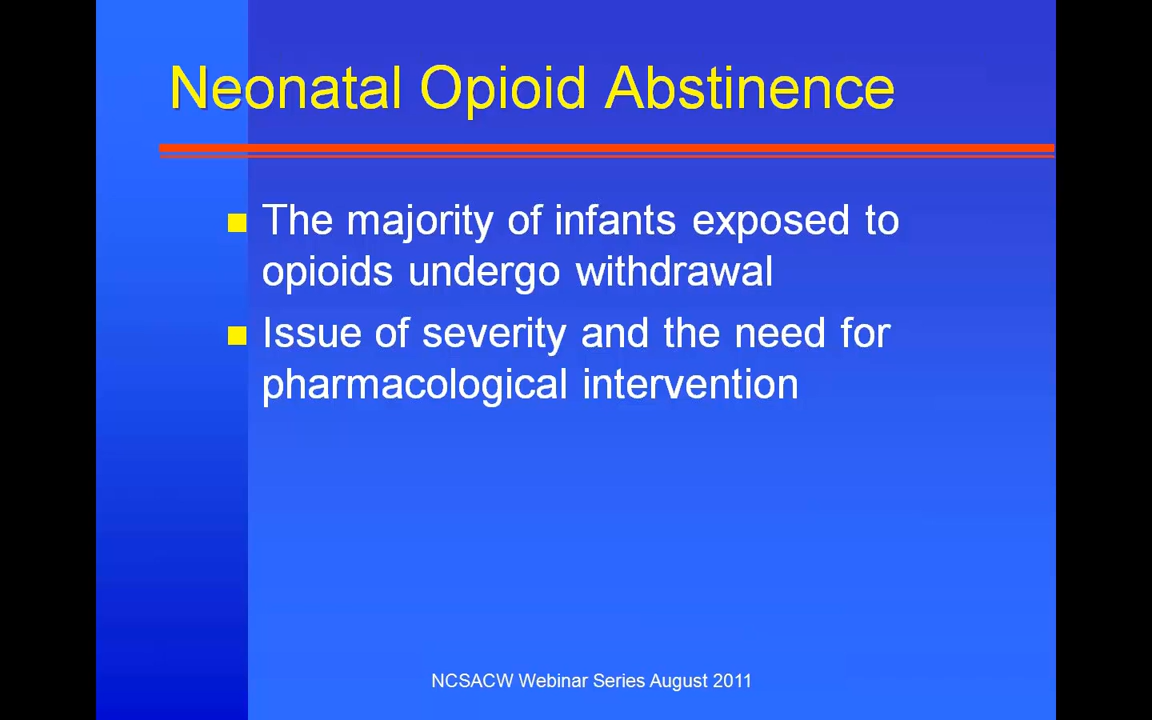 Neonatal Opioid Abstinence
The majority of infants exposed to
opioids undergo withdrawal
Issue of severity and the need for
pharmacological intervention
NCSACW Webinar Series August 2011